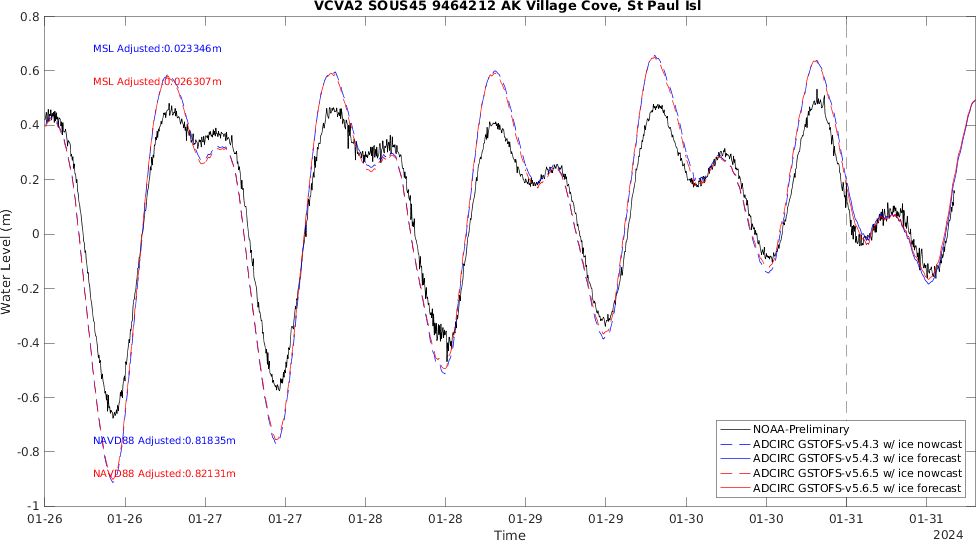 VCVA2 SOUS45 9464212 AK Village Cove, St Paul Isl
0.8
0.6
0.4
0.2
0
-0.2
-0.4
-0.6
-0.8
-1
Water Level (m)
MSL Adjusted:0.023346m
MSL Adjusted:0.026307m
NAVD88 Adjusted:0.81835m
NAVD88 Adjusted:0.82131m
NOAA-Preliminary
ADCIRC GSTOFS-v5.4.3 w/ ice nowcast
ADCIRC GSTOFS-v5.4.3 w/ ice forecast
ADCIRC GSTOFS-v5.6.5 w/ ice nowcast
ADCIRC GSTOFS-v5.6.5 w/ ice forecast
01-26 01-26 01-27 01-27 01-28 01-28 01-29 01-29 01-30 01-30 01-31 01-31
Time
2024